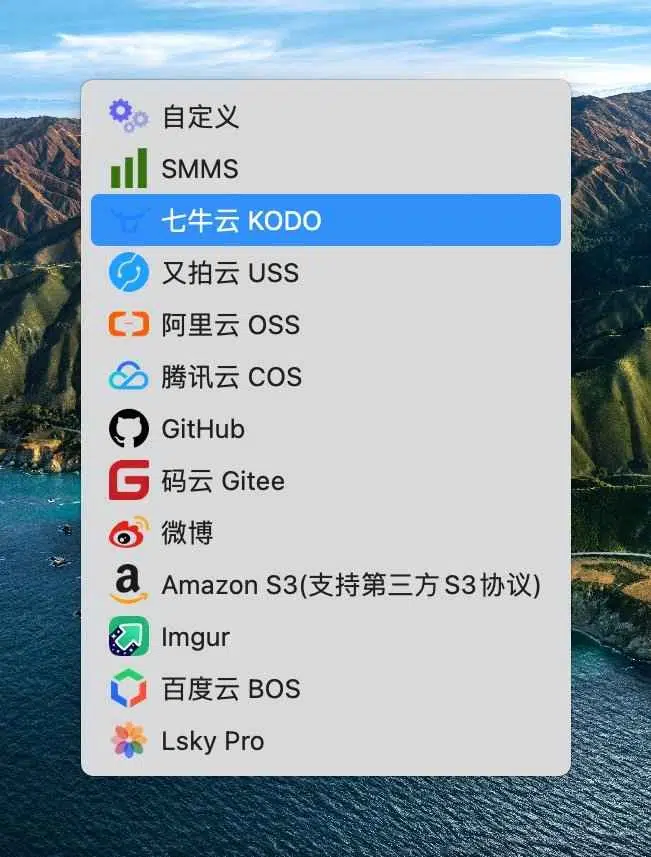 自定义
SMMS
七牛云 KODO
又拍云 USS
阿里云 OSS
腾讯云 COS
GitHub
码云 Gitee
微博
Amazon S3(支持第三方S3协议)
Imgur
百度云 BOS
Lsky Pro